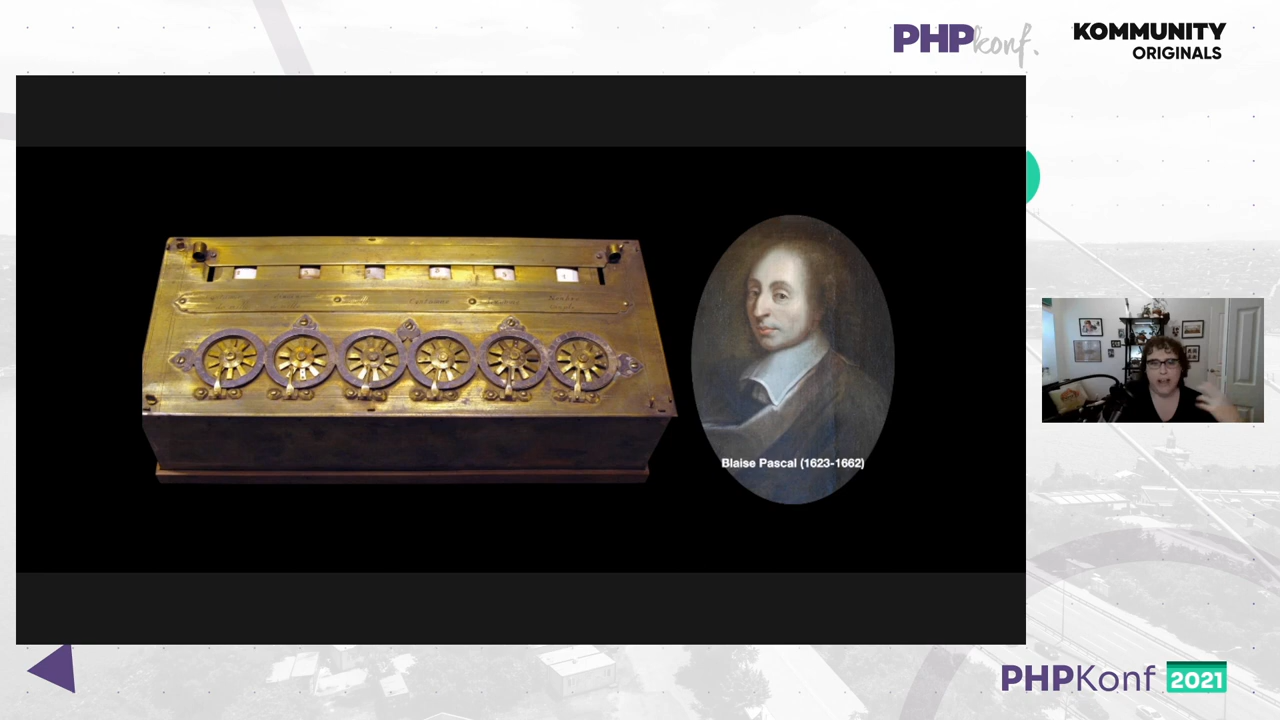 PHPkonf.
KOMMUNITY
ORIGINALS
Blaise Pascal (1623-1662)
PHPKonf 2021